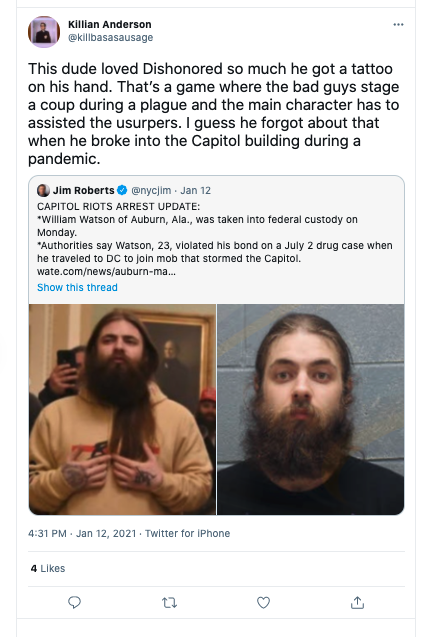 Killian Anderson
@killbasasausage
This dude loved Dishonored so much he got a tattoo
on his hand. That's a game where the bad guys stage
a coup during a plague and the main character has to
assisted the usurpers. I guess he forgot about that
when he broke into the Capitol building during a
pandemic.
Jim Roberts @nycjim · Jan 12
CAPITOL RIOTS ARREST UPDATE:
*William Watson of Auburn, Ala., was taken into federal custody on
Monday.
*Authorities say Watson, 23, violated his bond on a July 2 drug case when
he traveled to DC to join mob that stormed the Capitol.
wate.com/news/auburn-ma...
Show this thread
4:31 PM · Jan 12, 2021 · Twitter for iPhone
4 Likes